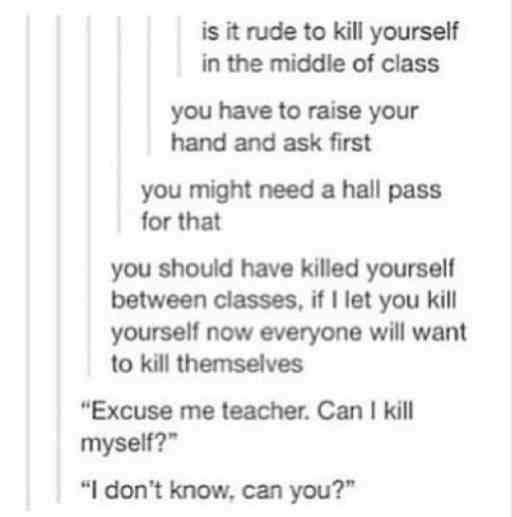 is it rude to kill yourself
in the middle of class
you have to raise your
hand and ask first
you might need a hall pass
for that
you should have killed yourself
between classes, if I let you kill
yourself now everyone will want
to kill themselves
“Excuse me teacher. Can I kill
myself?”
“I don't know, can you?”